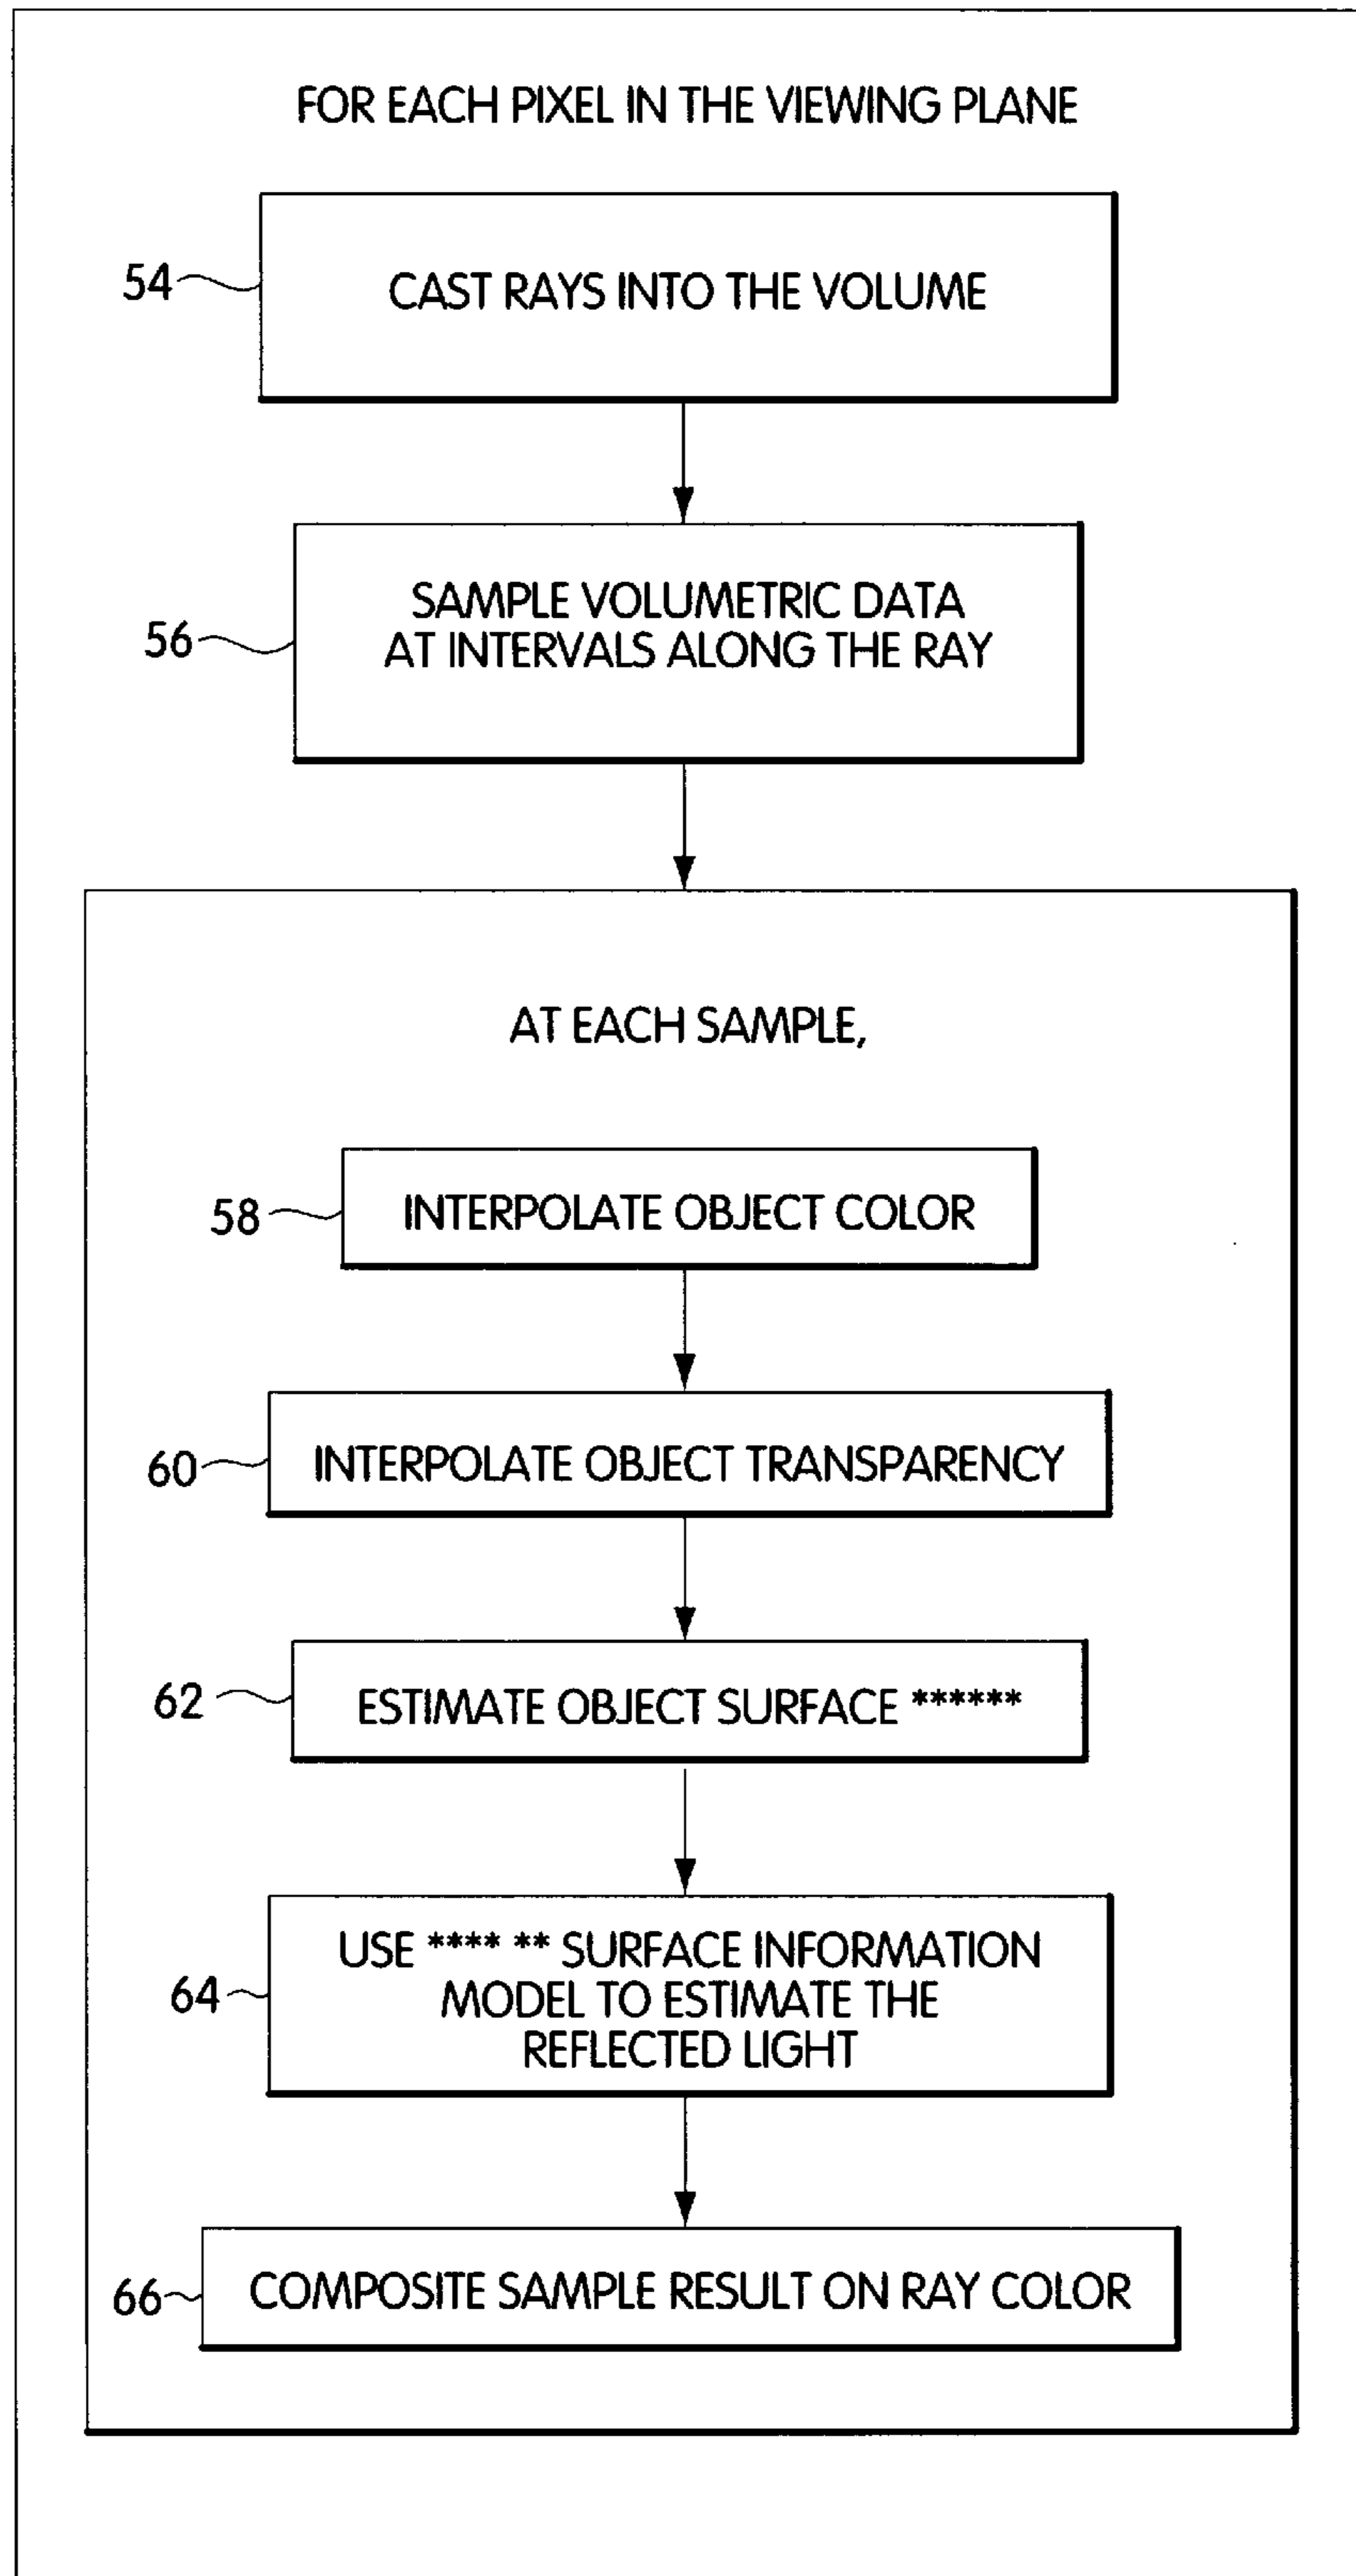 FOR EACH PIXEL IN THE VIEWING PLANE
54
CAST RAYS INTO THE VOLUME
56
SAMPLE VOLUMETRIC DATA
AT INTERVALS ALONG THE RAY
AT EACH SAMPLE,
58
INTERPOLATE OBJECT COLOR
60
INTERPOLATE OBJECT TRANSPARENCY
62
ESTIMATE OBJECT SURFACE ******
64
USE **** ** SURFACE INFORMATION
MODEL TO ESTIMATE THE
REFLECTED LIGHT
66
COMPOSITE SAMPLE RESULT ON RAY COLOR